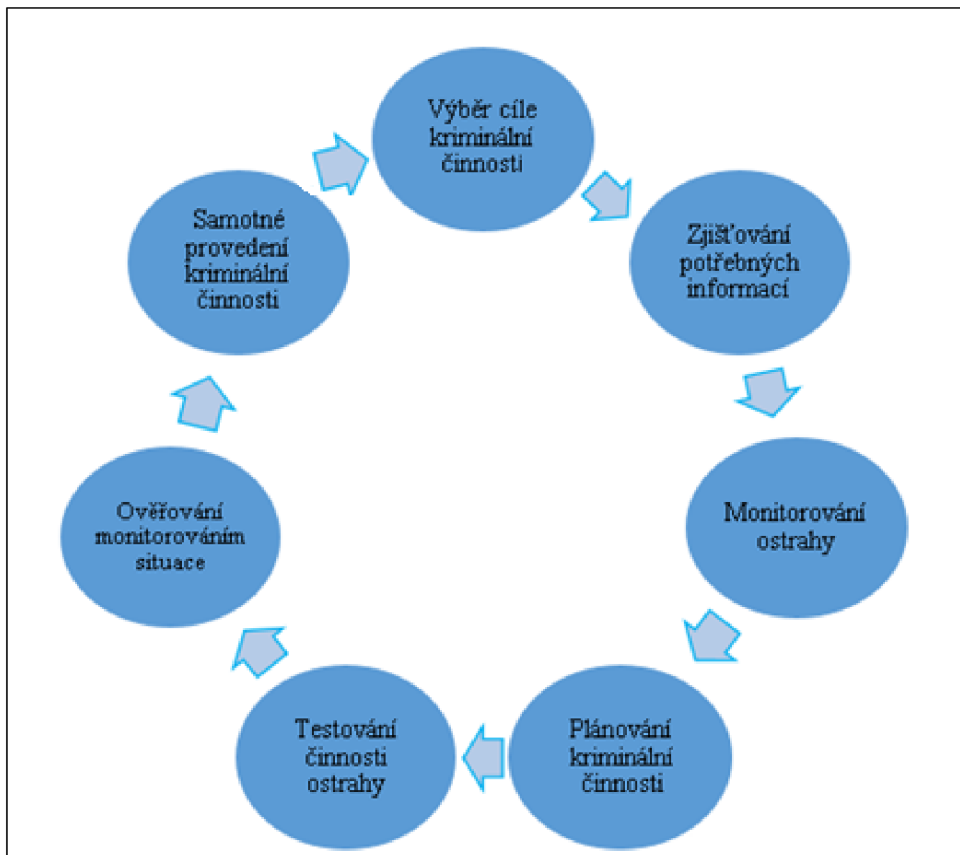 Výběr cíle
kriminální
činnosti
Zjišťování
potřebných
informací
Monitorování
ostrahy
Plánování
kriminální
činnosti
Testování
činnosti
ostrahy
Ověřování
monitorováním
situace
Samotné
provedení
kriminální
činnosti